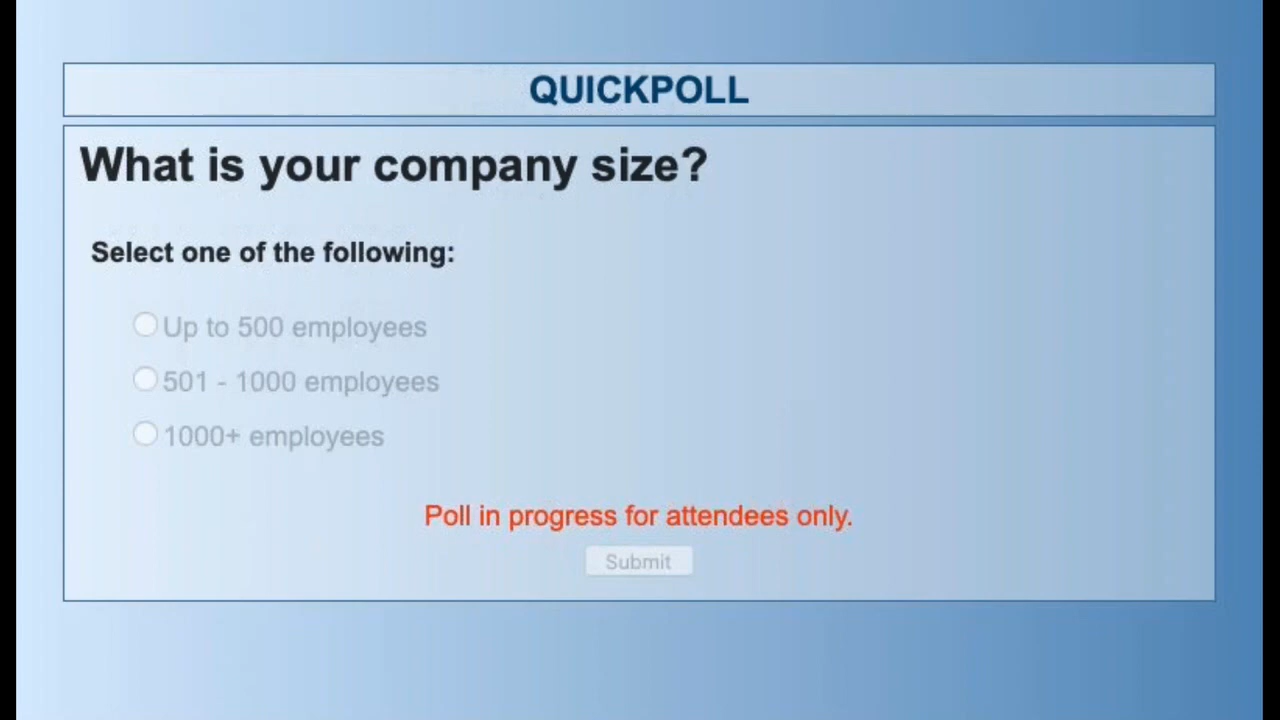 QUICKPOLL
What is your company size?
Select one of the following:
Up to 500 employees
501 - 1000 employees
1000+ employees
Poll in progress for attendees only.
Submit